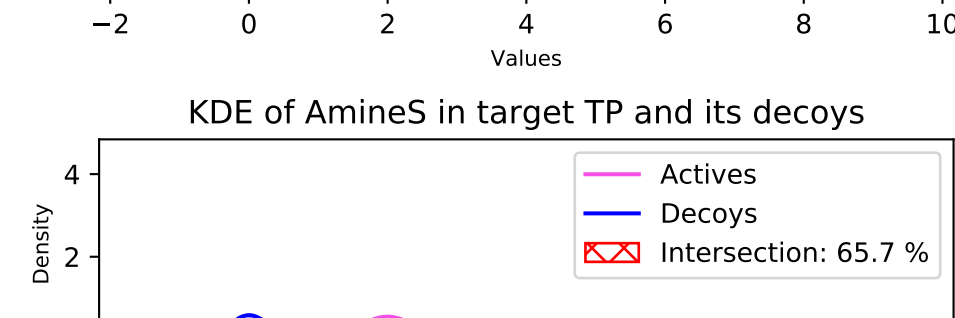 −2 0 2 4 6 8 10
Values
KDE of AmineS in target TP and its decoys
4
2
Density
Actives
Decoys
Intersection: 65.7 %